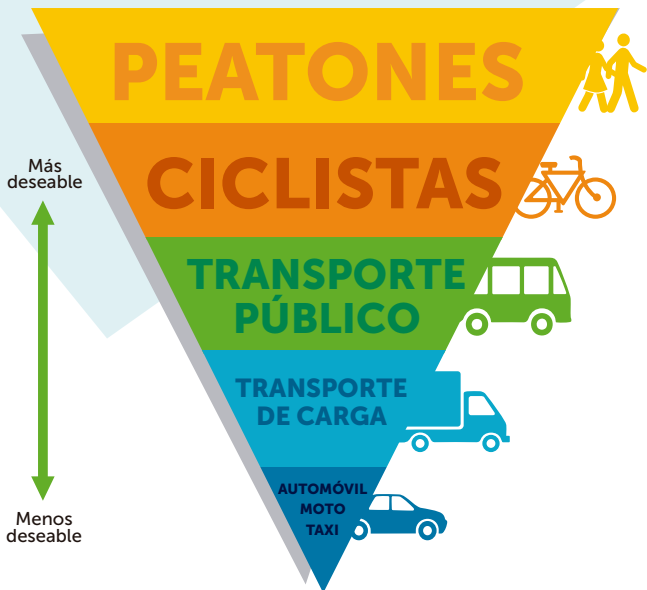 PEATONES
Más
deseable
CICLISTAS
TRANSPORTE
PÚBLICO
TRANSPORTE
DE CARGA
AUTOMÓVIL
MOTO
TAXI
Menos
deseable